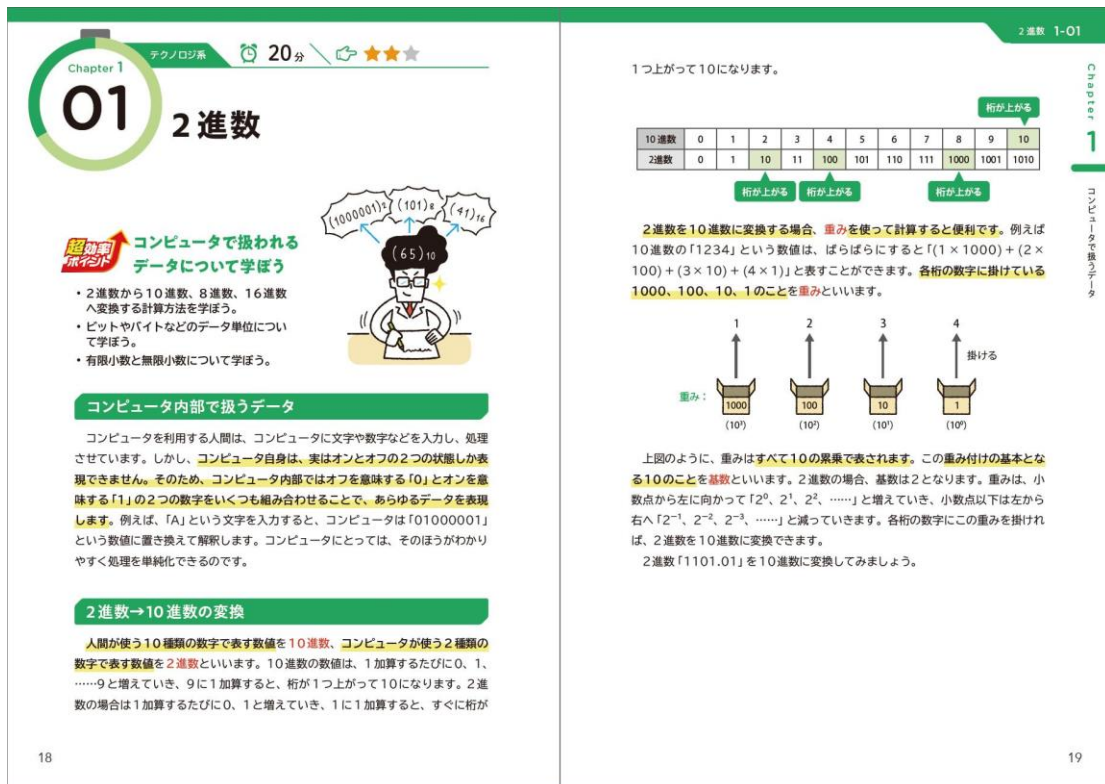 Chapter 1
01
テクノロジ系
20分
2進数
(1000001)2
(101)8
(41)16
(65)10
超効率
ポイント
コンピュータで扱われる
データについて学ぼう
・2進数から10進数、8進数、16進数
へ変換する計算方法を学ぼう。
・ビットやバイトなどのデータ単位につい
て学ぼう。
・有限小数と無限小数について学ぼう。
コンピュータ内部で扱うデータ
コンピュータを利用する人間は、コンピュータに文字や数字などを入力し、処理
させています。しかし、コンピュータ自身は、実はオンとオフの2つの状態しか表
現できません。そのため、コンピュータ内部ではオフを意味する「0」とオンを意
味する「1」の2つの数字をいくつも組み合わせることで、あらゆるデータを表現
します。例えば、「A」という文字を入力すると、コンピュータは「01000001」
という数値に置き換えて解釈します。コンピュータにとっては、そのほうがわかり
やすく処理を単純化できるのです。
2進数→10進数の変換
人間が使う10種類の数字で表す数値を10進数、コンピュータが使う2種類の
数字で表す数値を2進数といいます。10進数の数値は、1加算するたびに0、1、
……9と増えていき、9に1加算すると、桁が1つ上がって10になります。2進
数の場合は1加算するたびに0、1と増えていき、1に1加算すると、すぐに桁が
18
2進数 1-01
Chapter 1
コンピュータで扱うデータ
1つ上がって10になります。
桁が上がる
10進数 0 1 2 3 4 5 6 7 8 9 10
2進数 0 1 10 11 100 101 110 111 1000 1001 1010
桁が上がる 桁が上がる 桁が上がる
2進数を10進数に変換する場合、重みを使って計算すると便利です。例えば
10進数の「1234」という数値は、ばらばらにすると「(1×1000)+(2×
100)+(3×10)+(4×1)」と表すことができます。各桁の数字に掛けている
1000、100、10、1のことを重みといいます。
1 2 3 4
掛ける
重み: 1000 100 10 1
(10³) (10²) (10¹) (10⁰)
上図のように、重みはすべて10の累乗で表されます。この重み付けの基本とな
る10のことを基数といいます。2進数の場合、基数は2となります。重みは、小
数点から左に向かって「2⁰、2¹、2²、……」と増えていき、小数点以下は左から
右へ「2⁻¹、2⁻²、2⁻³、……」と減っていきます。各桁の数字にこの重みを掛けれ
ば、2進数を10進数に変換できます。
2進数「1101.01」を10進数に変換してみましょう。
19